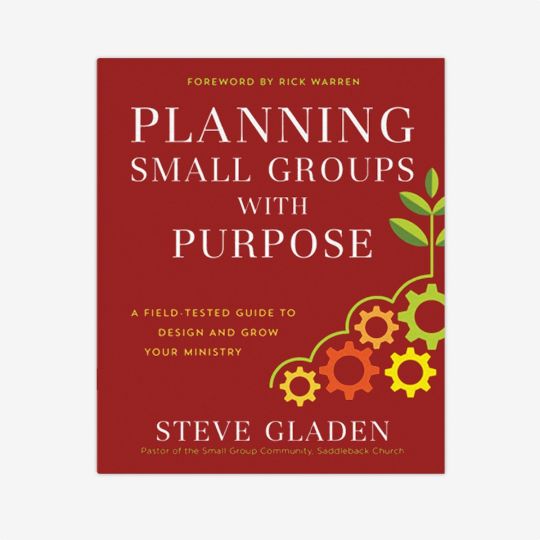 FOREWORD BY RICK WARREN
PLANNING
SMALL GROUPS
WITH
PURPOSE
A FIELD-TESTED GUIDE TO
DESIGN AND GROW
YOUR MINISTRY
STEVE GLADEN
Pastor of the Small Group Community, Saddleback Church